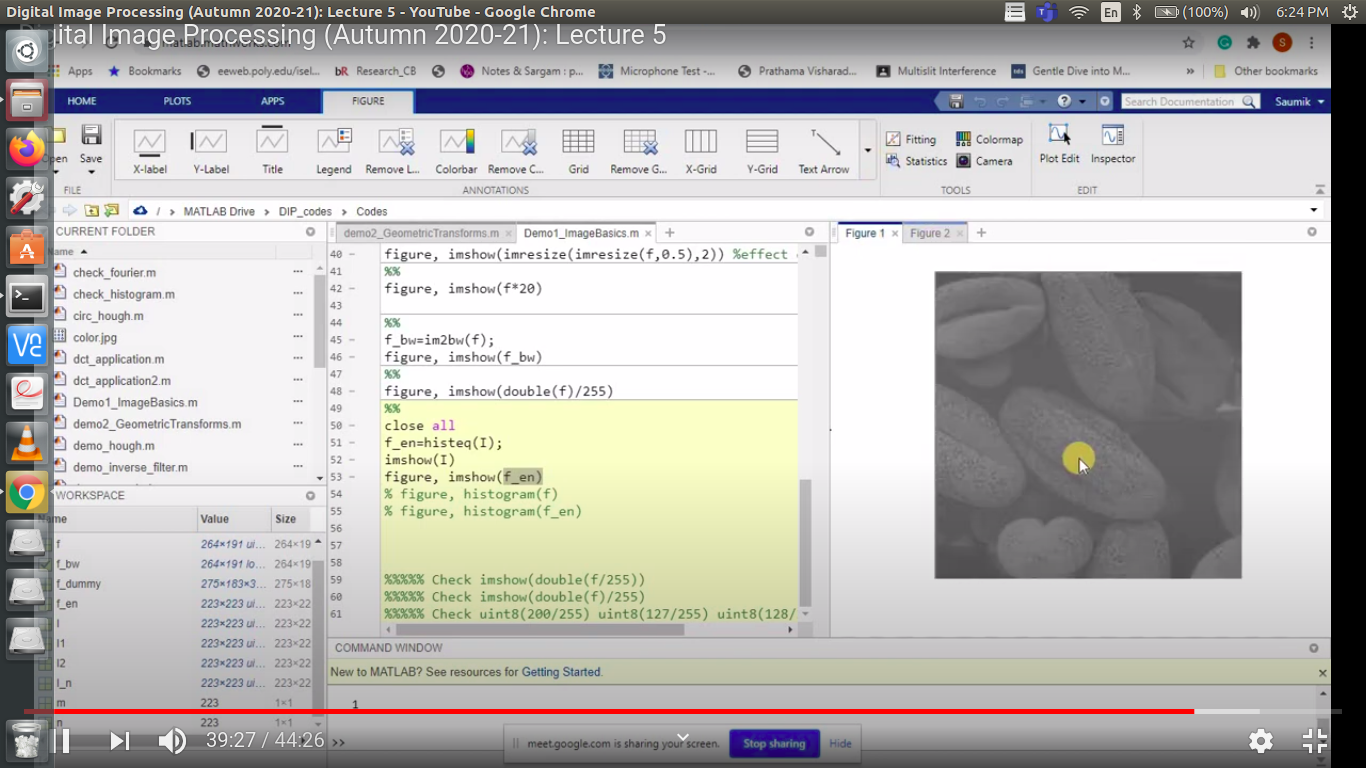 Digital Image Processing (Autumn 2020-21): Lecture 5 - YouTube - Google Chrome
En
(100%)
6:24 PM
Digital Image Processing (Autumn 2020-21): Lecture 5
S
Apps
Bookmarks
eeweb.poly.edu/isel...
bR Research_CB
Notes & Sargam : p...
Microphone Test -...
Prathama Visharad...
Multislit Interference
Gentle Dive into M...
»
Other bookmarks
HOME
PLOTS
APPS
FIGURE
Search Documentation
Saumik
Save
X-label
Y-Label
Title
Legend
Remove L...
Colorbar
Remove C...
Grid
Remove G...
X-Grid
Y-Grid
Text Arrow
Fitting
Colormap
Statistics
Camera
Plot Edit
Inspector
FILE
ANNOTATIONS
TOOLS
EDIT
/ > MATLAB Drive > DIP_codes > Codes
CURRENT FOLDER
check_fourier.m
check_histogram.m
circ_hough.m
color.jpg
dct_application.m
dct_application2.m
Demo1_ImageBasics.m
demo2_GeometricTransforms.m
demo_hough.m
demo_inverse_filter.m
WORKSPACE
Value
Size
f 264×191 ui... 264×19
f_bw 264×191 lo... 264×19
f_dummy 275×183×3... 275×18
f_en 223×223 ui... 223×22
I 223×223 ui... 223×22
I1 223×223 ui... 223×22
I2 223×223 ui... 223×22
I_n 223×223 ui... 223×22
m 223 1×1
n 223 1×1
demo2_GeometricTransforms.m ×
Demo1_ImageBasics.m ×
+
40 – figure, imshow(imresize(imresize(f,0.5),2)) %effect
41 %%
42 – figure, imshow(f*20)
43
44 %%
45 – f_bw=im2bw(f);
46 – figure, imshow(f_bw)
47 %%
48 – figure, imshow(double(f)/255)
49 %%
50 – close all
51 – f_en=histeq(I);
52 – imshow(I)
53 – figure, imshow(f_en)
54 % figure, histogram(f)
55 % figure, histogram(f_en)
56
57
58
59 %%%%% Check imshow(double(f/255))
60 %%%%% Check imshow(double(f)/255)
61 %%%%% Check uint8(200/255) uint8(127/255) uint8(128/
Figure 1 ×
Figure 2 ×
+
COMMAND WINDOW
New to MATLAB? See resources for Getting Started.
1
>>
39:27 / 44:26
meet.google.com is sharing your screen.
Stop sharing
Hide